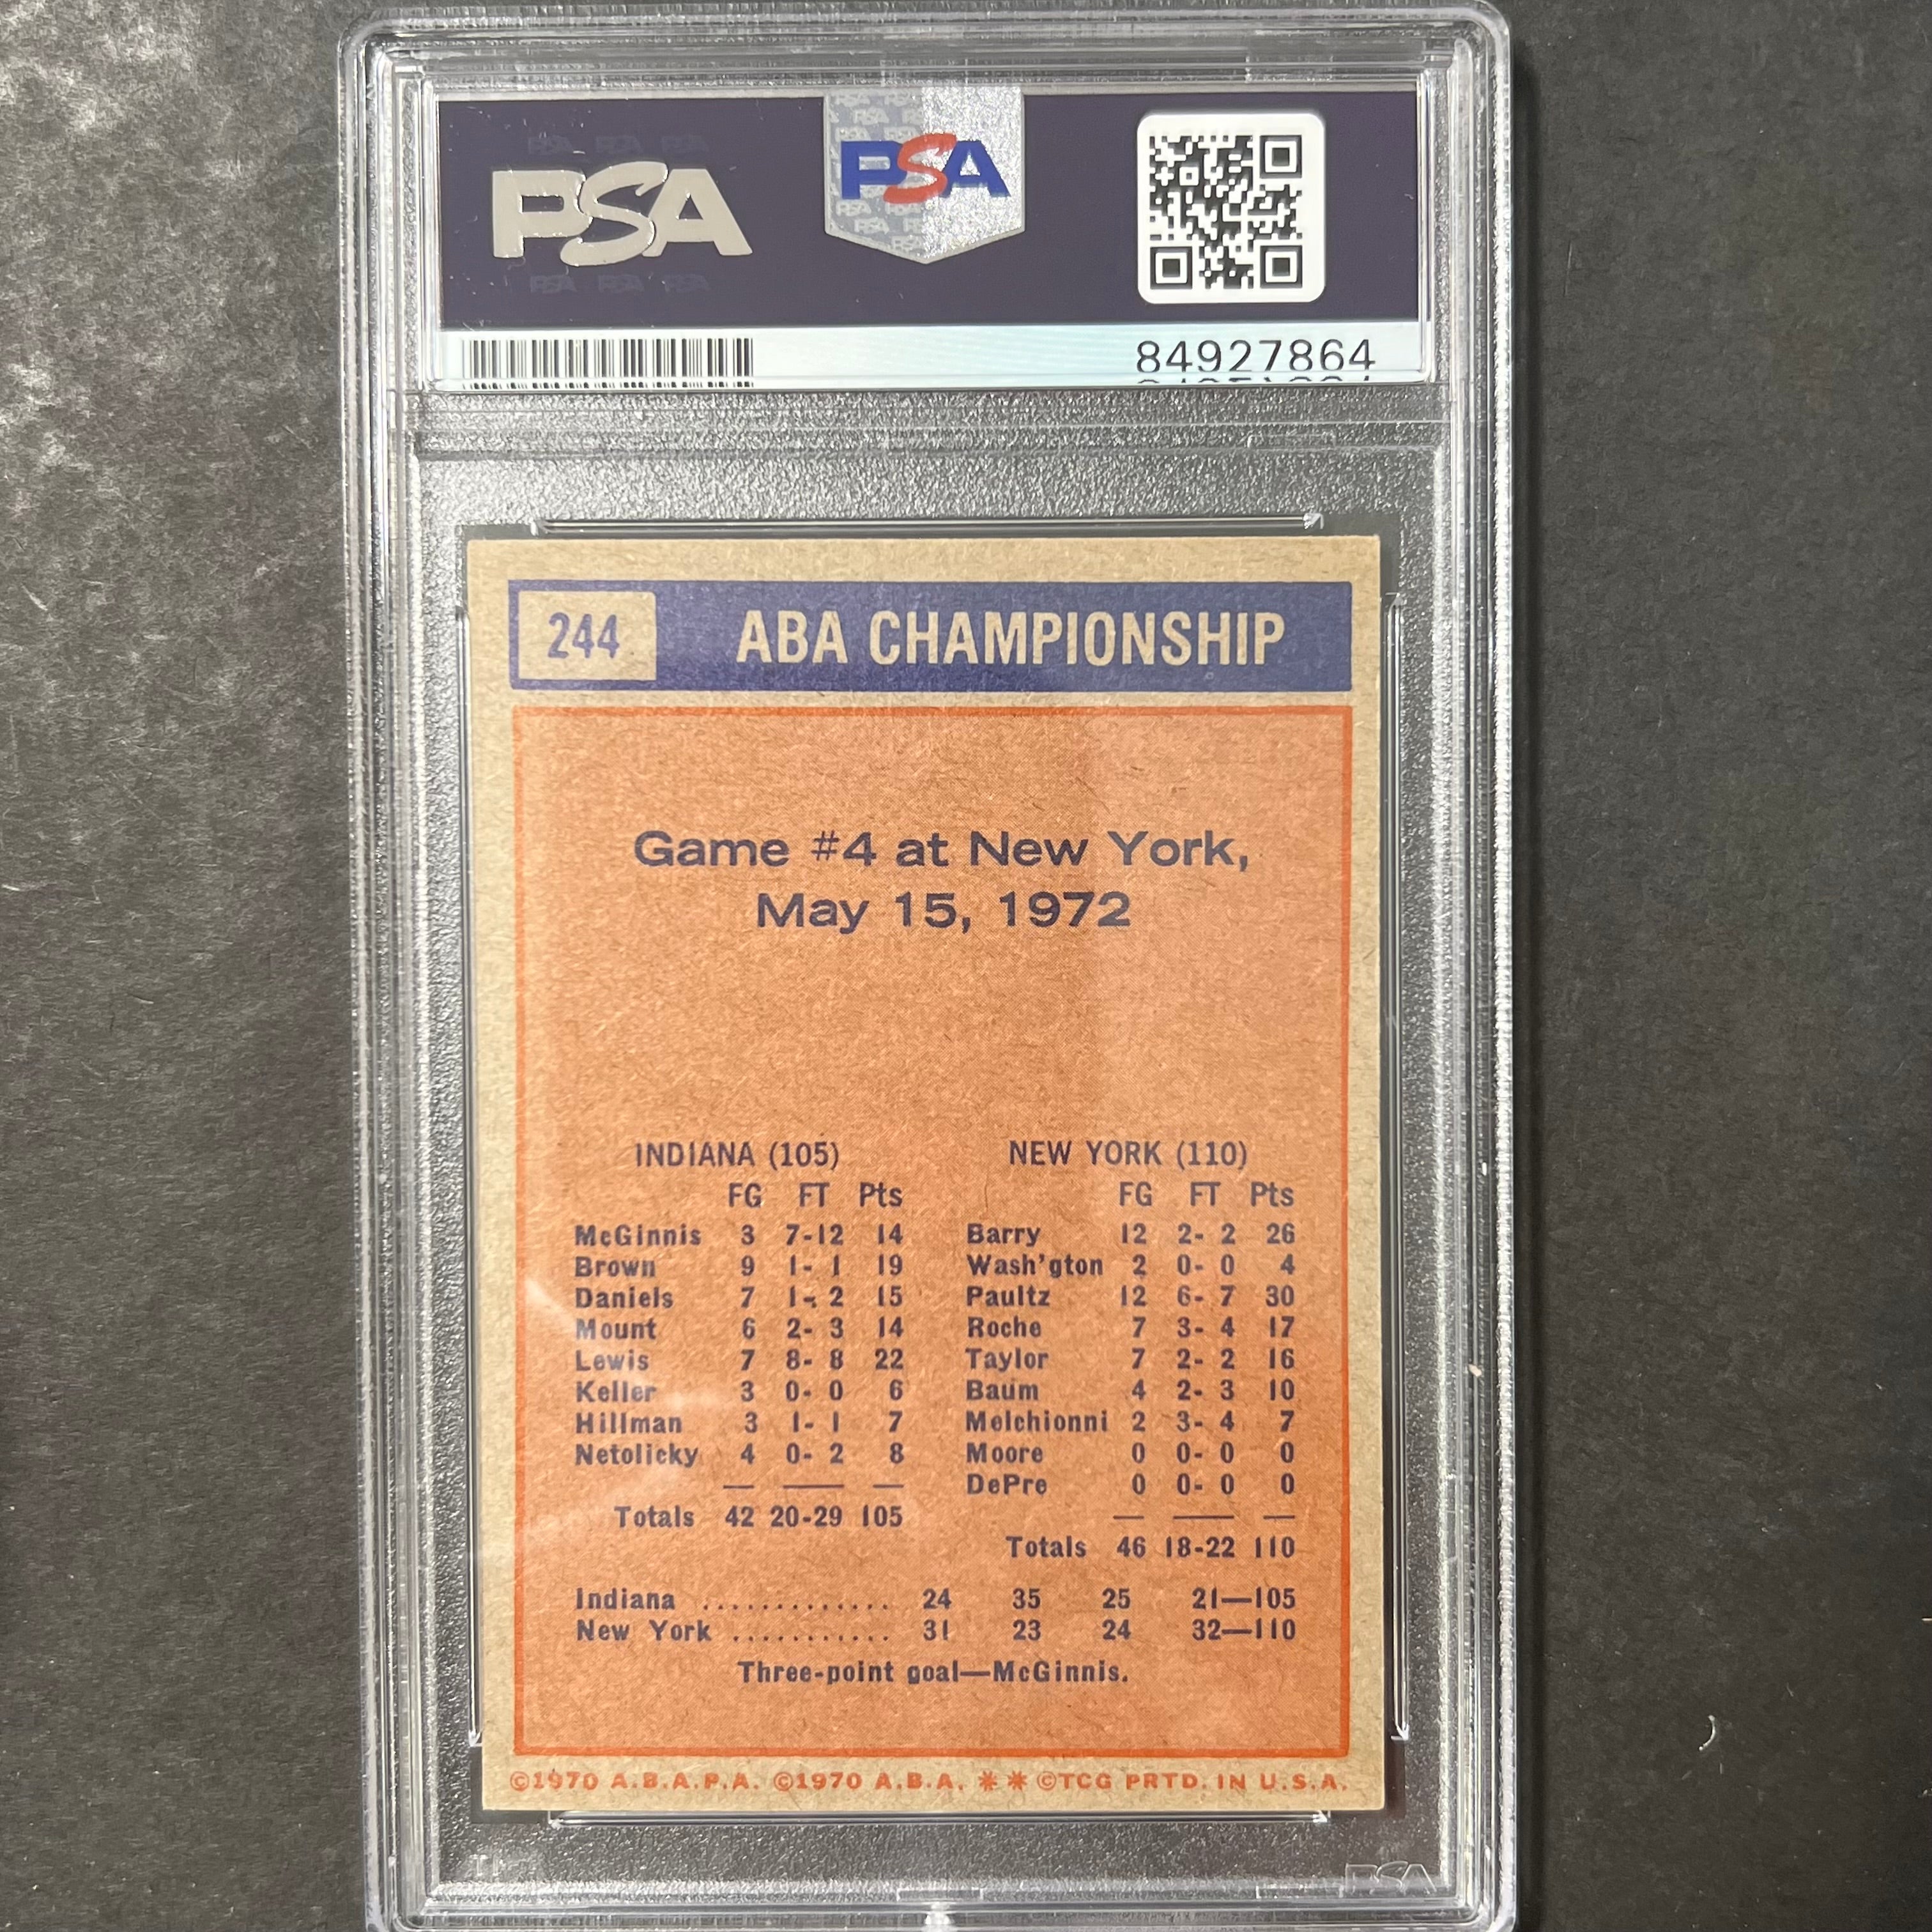 PSA
PSA
84927864
244 ABA CHAMPIONSHIP
Game #4 at New York,
May 15, 1972
INDIANA (105)
FG FT Pts
McGinnis 3 7-12 14
Brown 9 1- 1 19
Daniels 7 1- 2 15
Mount 6 2- 3 14
Lewis 7 8- 8 22
Keller 3 0- 0 6
Hillman 3 1- 1 7
Netolicky 4 0- 2 8
Totals 42 20-29 105
NEW YORK (110)
FG FT Pts
Barry 12 2- 2 26
Wash'gton 2 0- 0 4
Paultz 12 6- 7 30
Roche 7 3- 4 17
Taylor 7 2- 2 16
Baum 4 2- 3 10
Melchionni 2 3- 4 7
Moore 0 0- 0 0
DePre 0 0- 0 0
Totals 46 18-22 110
Indiana ............. 24 35 25 21—105
New York ........... 31 23 24 32—110
Three-point goal—McGinnis.
©1970 A.B.A.P.A. ©1970 A.B.A. ** ©TCG PRTD. IN U.S.A.
PSA